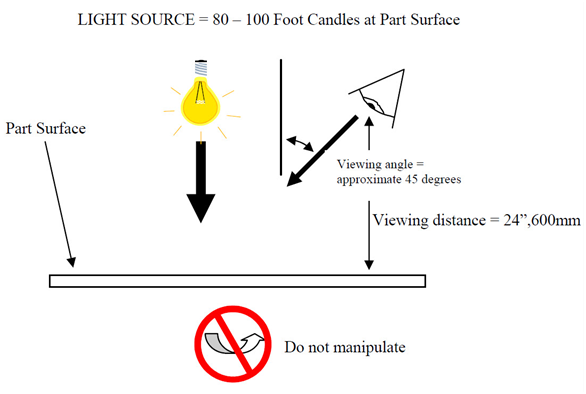 LIGHT SOURCE = 80 – 100 Foot Candles at Part Surface
Part Surface
Viewing angle =
approximate 45 degrees
Viewing distance = 24”,600mm
Do not manipulate